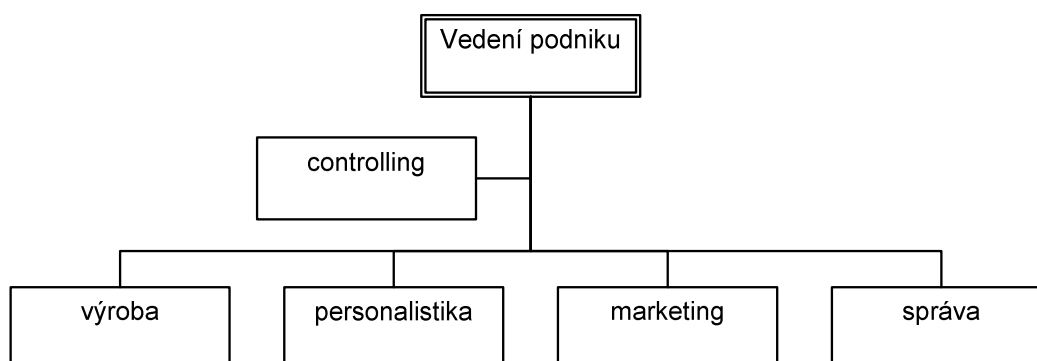 Vedení podniku
controlling
výroba
personalistika
marketing
správa